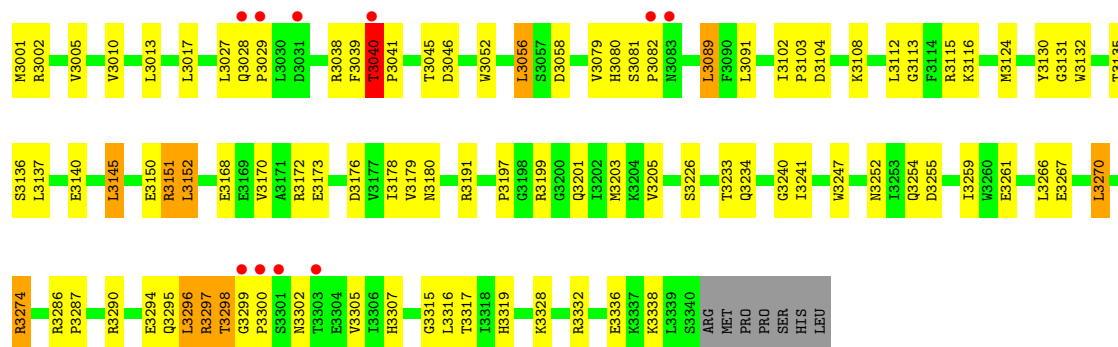 M3001 R3002 V3005 V3010 L3013 L3017 L3027 Q3028 P3029 L3030 D3031 R3038 F3039 T3040 P3041 T3045 D3046 W3052 L3056 S3057 D3058 V3079 H3080 S3081 P3082 N3083 L3089 F3090 L3091 I3102 P3103 D3104 K3108 L3112 G3113 F3114 R3115 K3116 M3124 Y3130 G3131 W3132
S3136 L3137 E3140 L3145 E3150 R3151 L3152 E3168 E3169 V3170 A3171 R3172 E3173 D3176 V3177 I3178 V3179 N3180 R3191 P3197 G3198 R3199 G3200 Q3201 I3202 M3203 K3204 V3205 S3226 T3233 Q3234 G3240 I3241 W3247 N3252 I3253 Q3254 D3255 I3259 W3260 E3261 L3266 E3267 L3270
R3274 R3286 P3287 R3290 E3294 Q3295 L3296 R3297 T3298 G3299 P3300 S3301 N3302 T3303 E3304 V3305 I3306 H3307 G3315 L3316 T3317 I3318 H3319 K3328 R3332 E3336 K3337 K3338 L3339 S3340 ARG MET PRO PRO SER HIS LEU